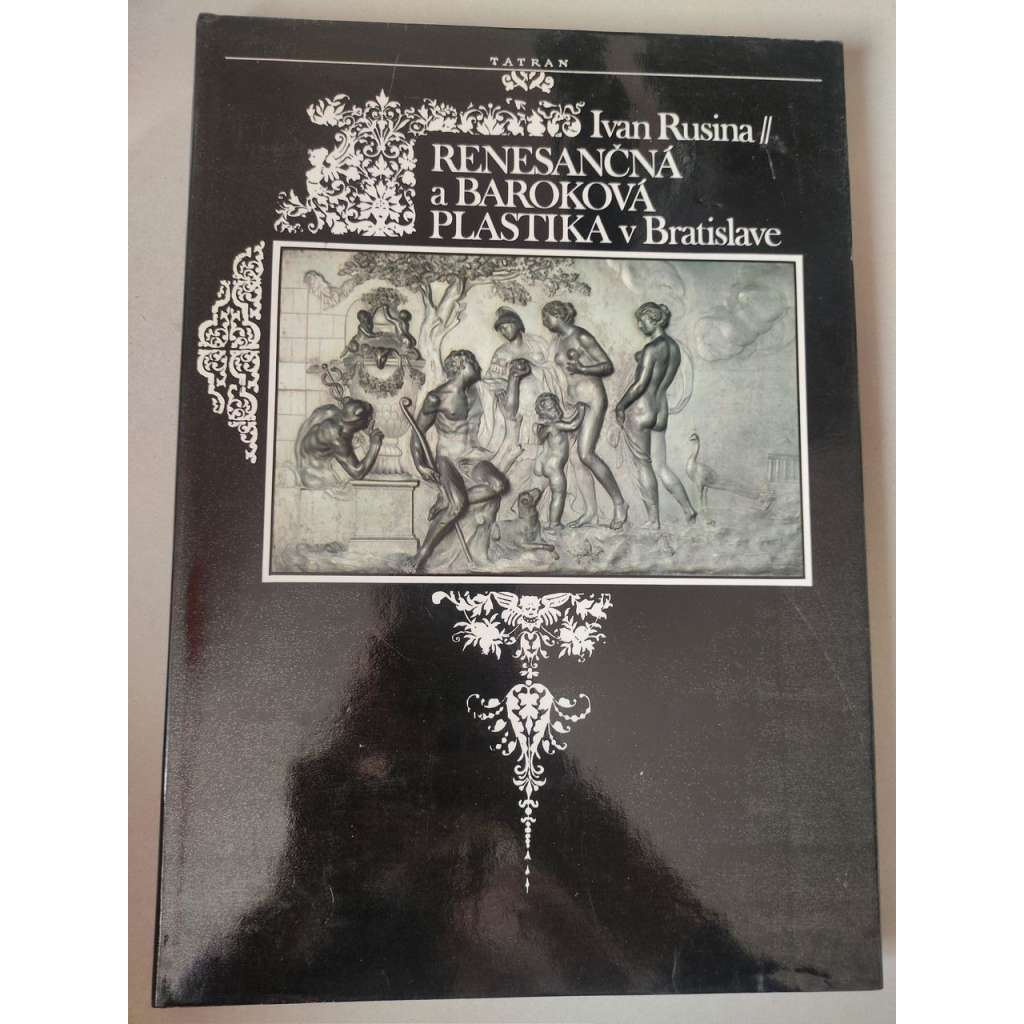 TATRAN
Ivan Rusina //
RENESANČNÁ
a BAROKOVÁ
PLASTIKA v Bratislave